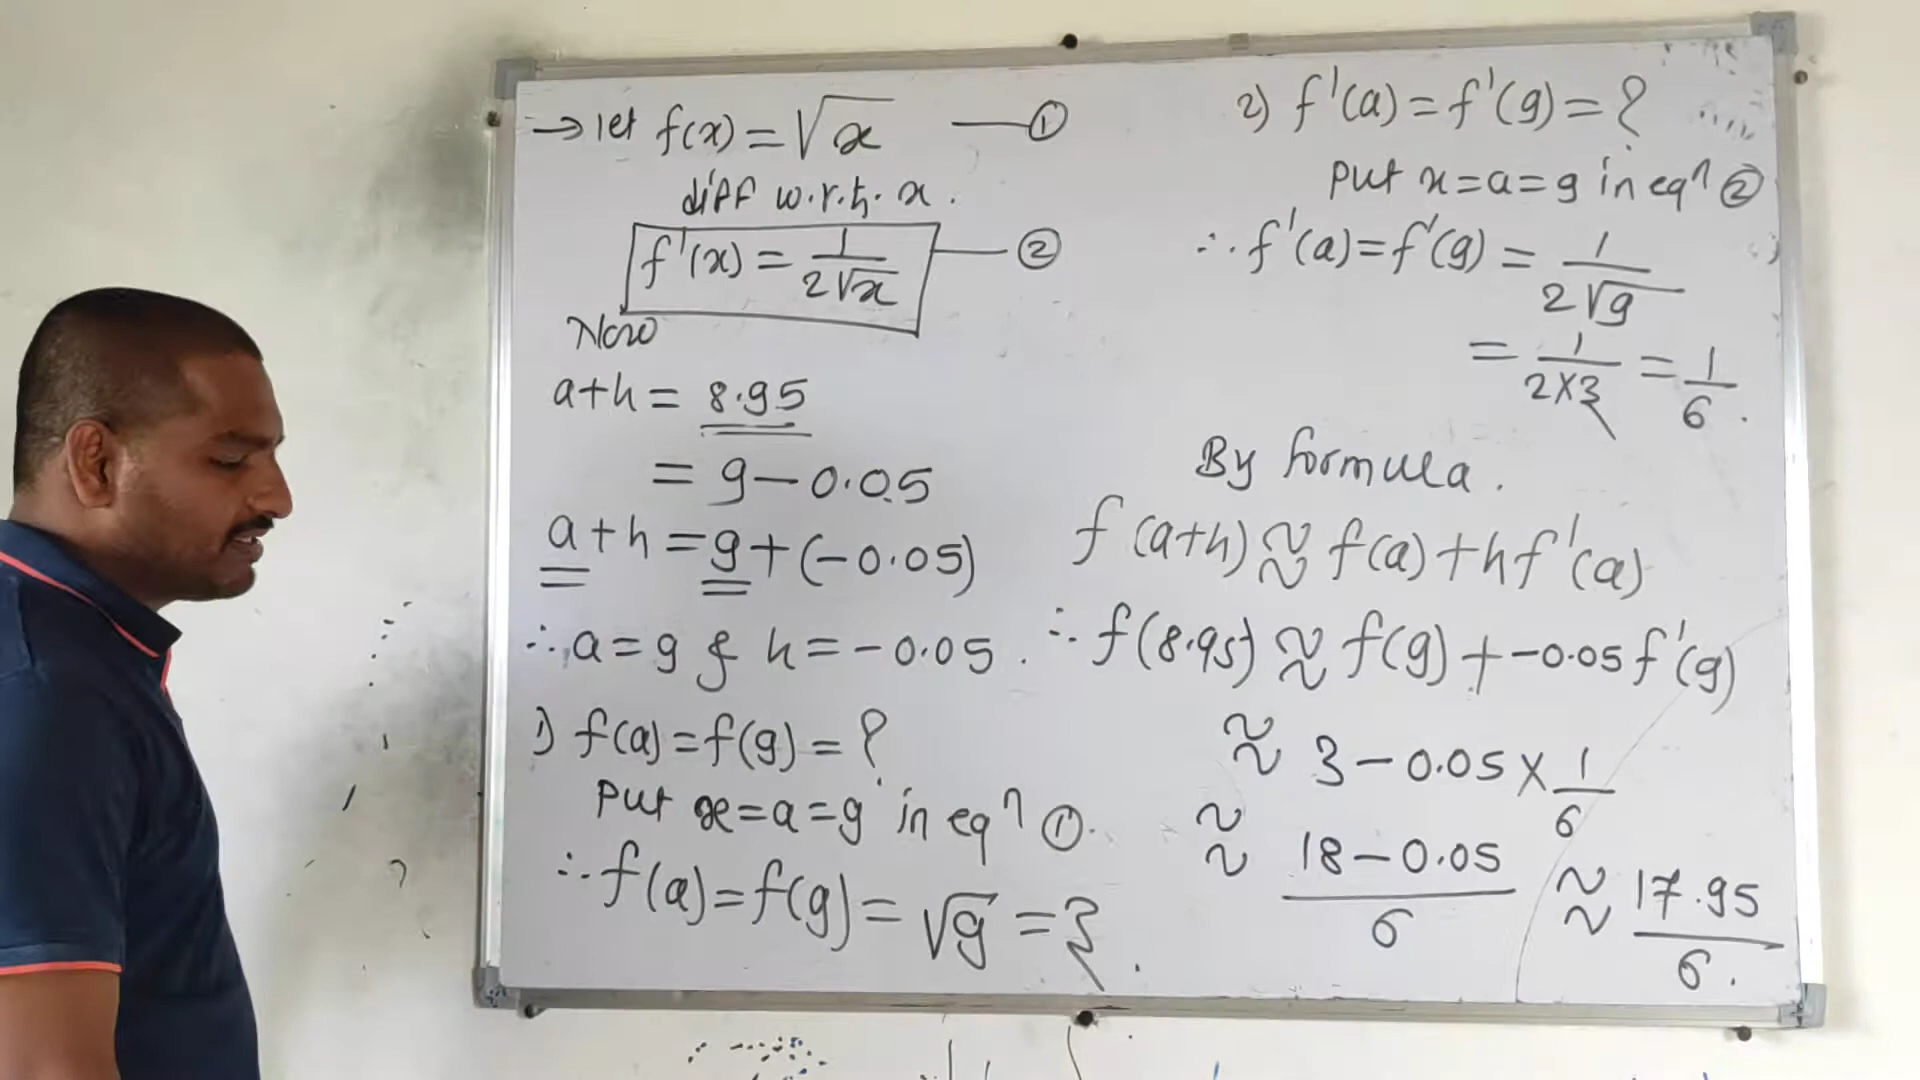 → let f(x) = √x —— ①
diff w.r.t. x.
f'(x) = 1/(2√x) —— ②
Now
a+h = 8.95
= 9 - 0.05
a+h = 9+(-0.05)
∴ a = 9 & h = -0.05.
1) f(a) = f(9) = ?
Put x = a = 9 in eqn ①.
∴ f(a) = f(9) = √9 = 3.
2) f'(a) = f'(9) = ?
Put x = a = 9 in eqn ②
∴ f'(a) = f'(9) = 1/(2√9)
= 1/(2×3) = 1/6.
By formula.
f(a+h) ≈ f(a)+hf'(a)
∴ f(8.95) ≈ f(9) + -0.05 f'(9)
≈ 3 - 0.05 × 1/6
≈ (18 - 0.05)/6 ≈ 17.95/6.